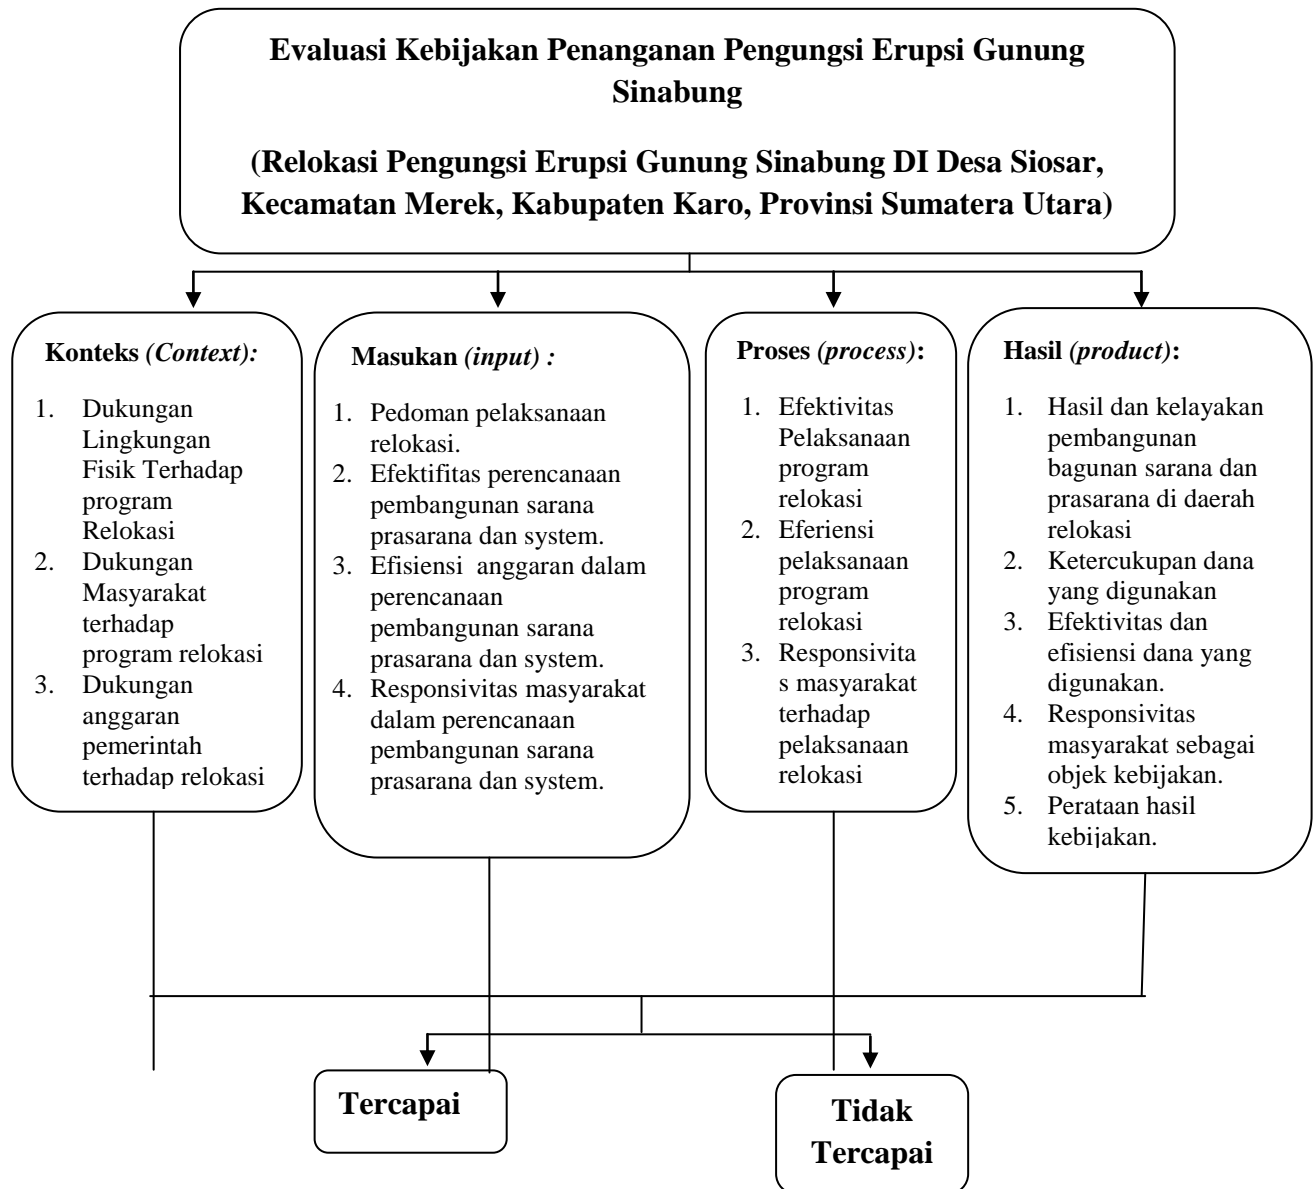 Evaluasi Kebijakan Penanganan Pengungsi Erupsi Gunung
Sinabung
(Relokasi Pengungsi Erupsi Gunung Sinabung DI Desa Siosar,
Kecamatan Merek, Kabupaten Karo, Provinsi Sumatera Utara)
Konteks (Context):
1. Dukungan
Lingkungan
Fisik Terhadap
program
Relokasi
2. Dukungan
Masyarakat
terhadap
program relokasi
3. Dukungan
anggaran
pemerintah
terhadap relokasi
Masukan (input) :
1. Pedoman pelaksanaan
relokasi.
2. Efektifitas perencanaan
pembangunan sarana
prasarana dan system.
3. Efisiensi anggaran dalam
perencanaan
pembangunan sarana
prasarana dan system.
4. Responsivitas masyarakat
dalam perencanaan
pembangunan sarana
prasarana dan system.
Proses (process):
1. Efektivitas
Pelaksanaan
program
relokasi
2. Eferiensi
pelaksanaan
program
relokasi
3. Responsivita
s masyarakat
terhadap
pelaksanaan
relokasi
Hasil (product):
1. Hasil dan kelayakan
pembangunan
bagunan sarana dan
prasarana di daerah
relokasi
2. Ketercukupan dana
yang digunakan
3. Efektivitas dan
efisiensi dana yang
digunakan.
4. Responsivitas
masyarakat sebagai
objek kebijakan.
5. Perataan hasil
kebijakan.
Tercapai
Tidak
Tercapai